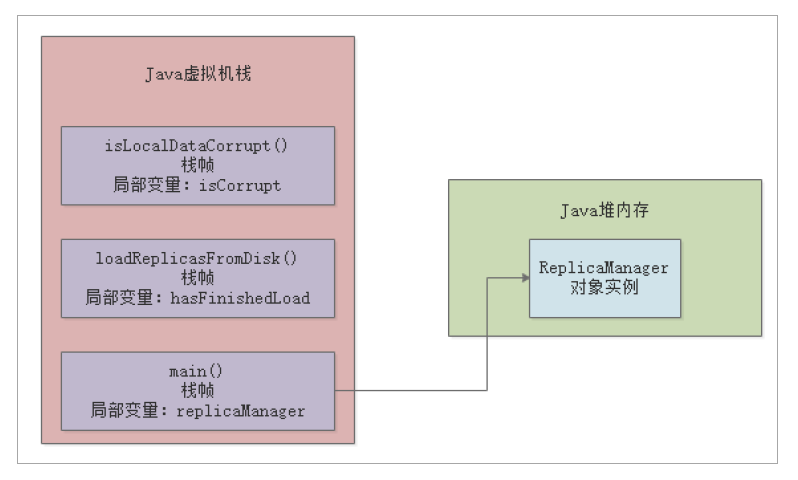 Java虚拟机栈
isLocalDataCorrupt()
栈帧
局部变量：isCorrupt
loadReplicasFromDisk()
栈帧
局部变量：hasFinishedLoad
main()
栈帧
局部变量：replicaManager
Java堆内存
ReplicaManager
对象实例